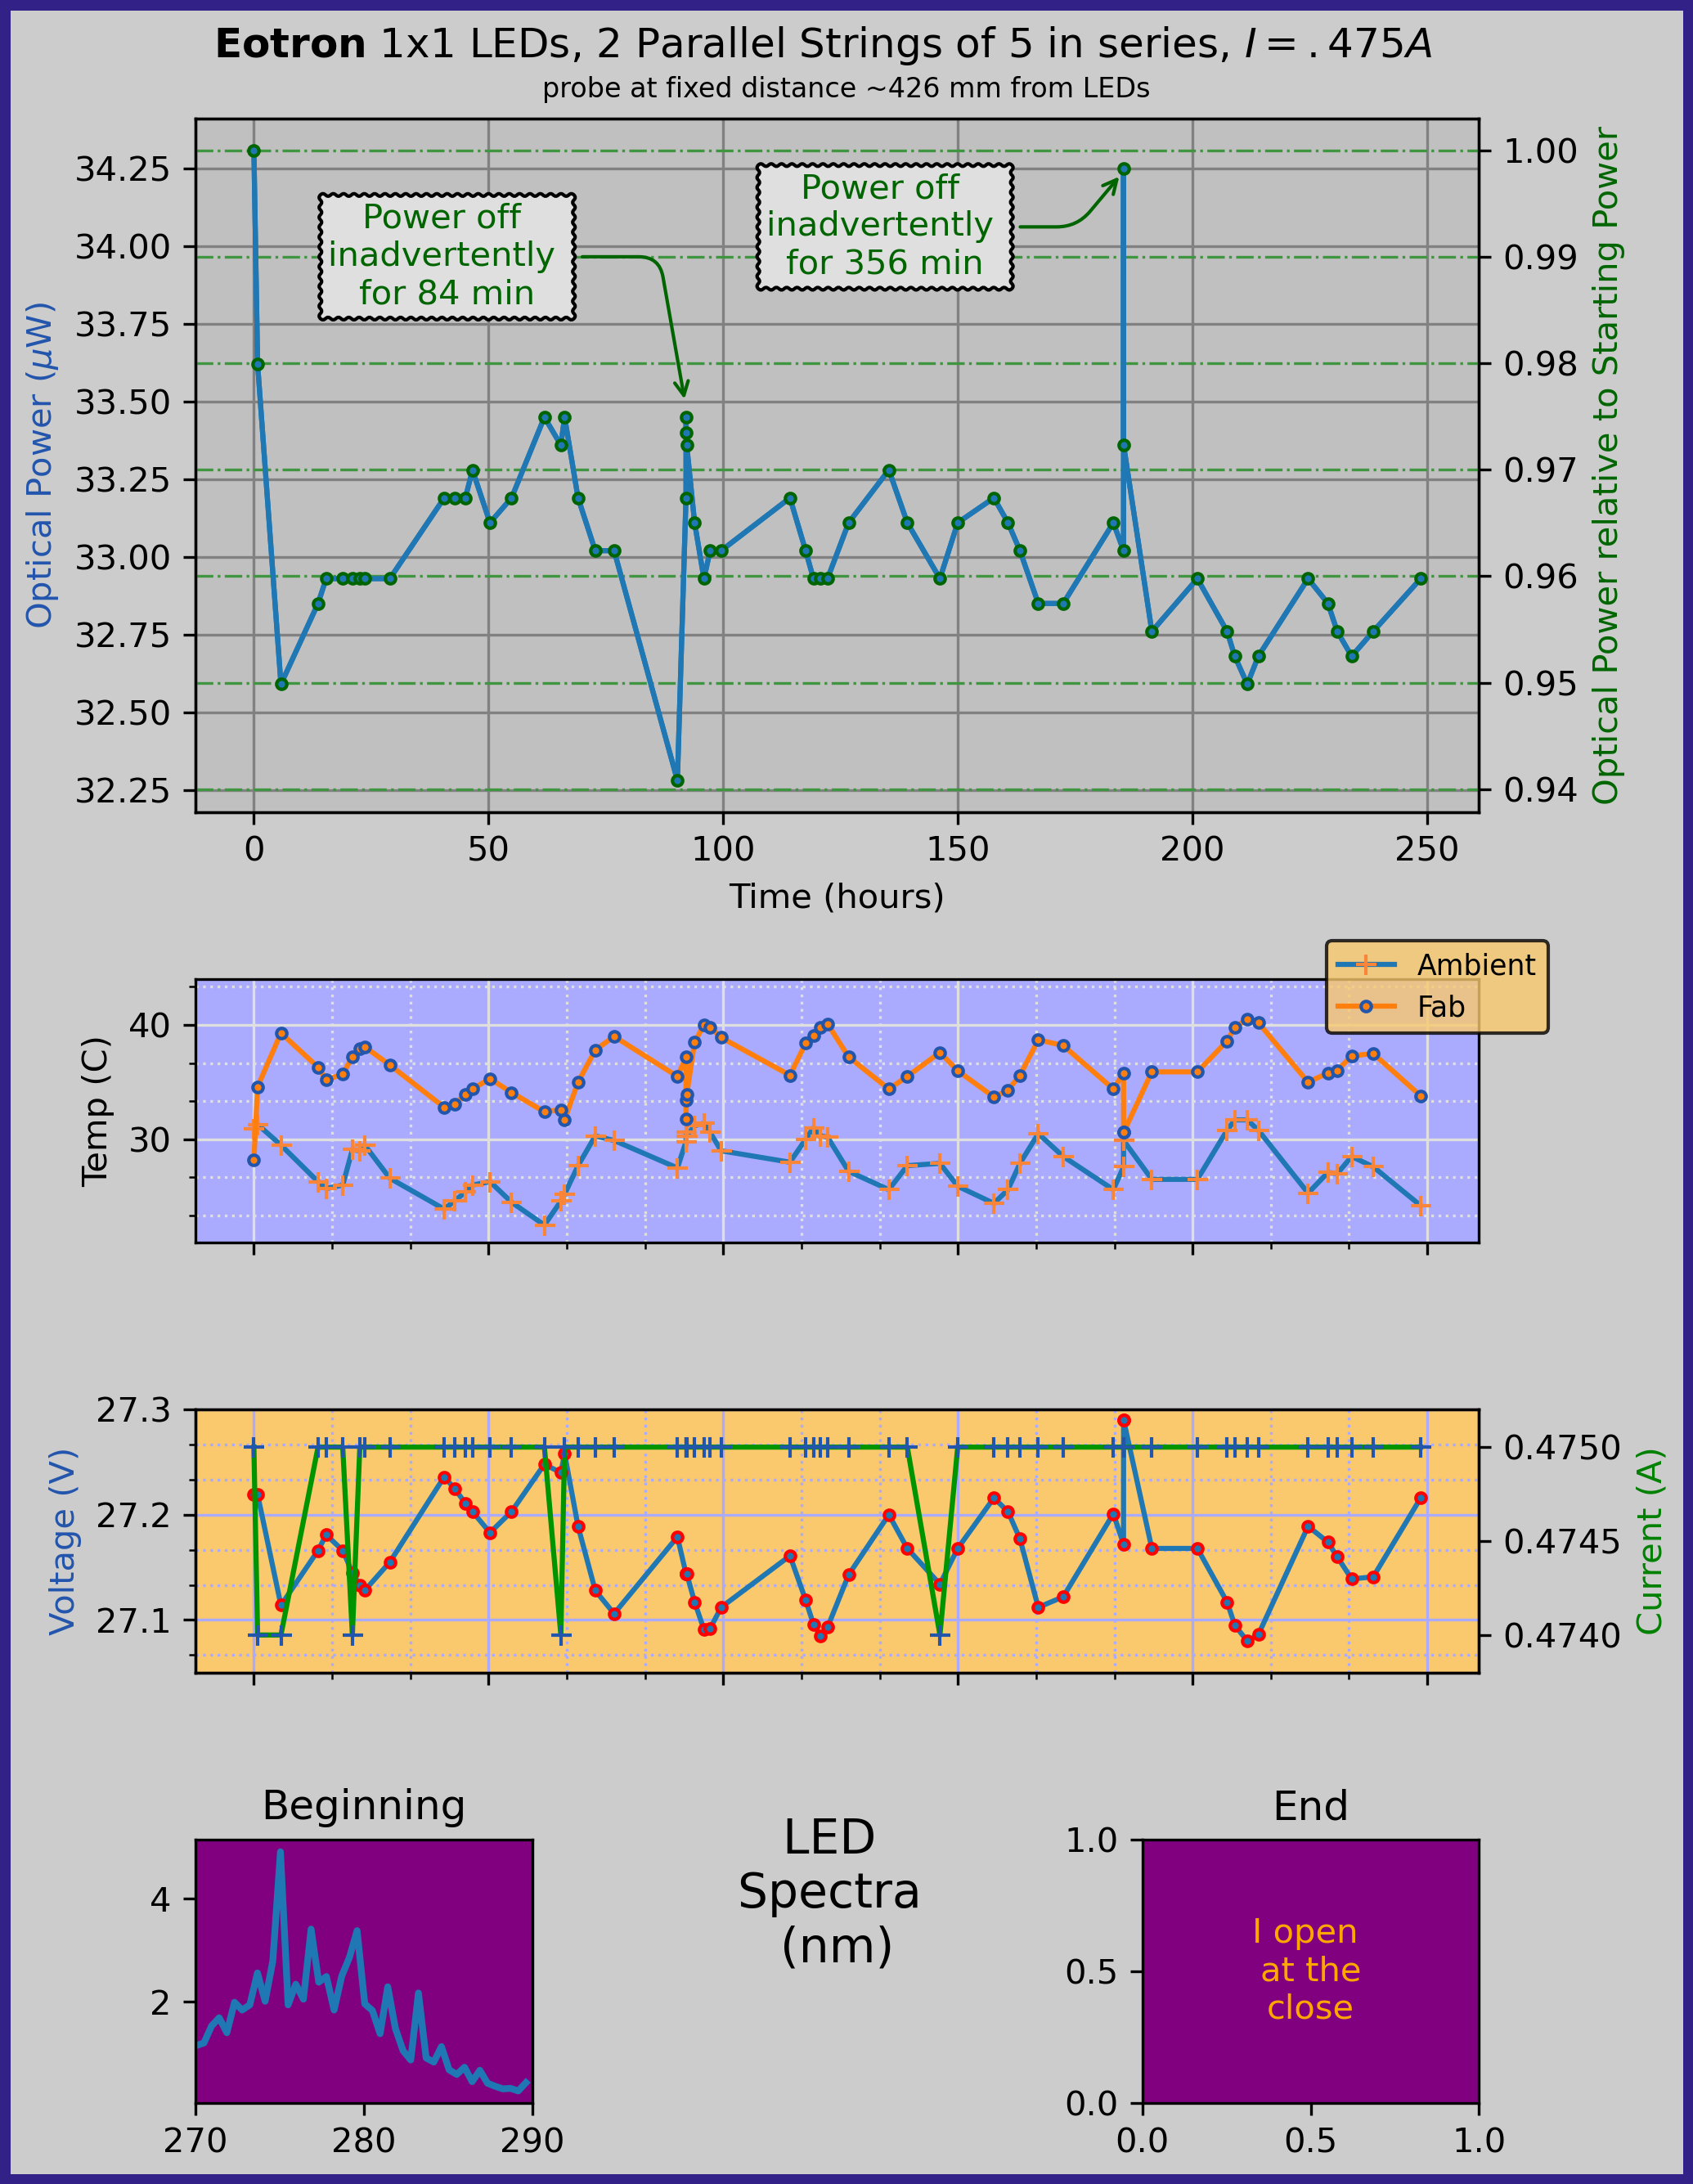 Eotron 1x1 LEDs, 2 Parallel Strings of 5 in series, I = .475A
probe at fixed distance ~426 mm from LEDs
Optical Power (μW)
34.25
34.00
33.75
33.50
33.25
33.00
32.75
32.50
32.25
Power off
inadvertently
for 84 min
Power off
inadvertently
for 356 min
1.00
0.99
0.98
0.97
0.96
0.95
0.94
Optical Power relative to Starting Power
0 50 100 150 200 250
Time (hours)
Temp (C)
40
30
Ambient
Fab
Voltage (V)
27.3
27.2
27.1
0.4750
0.4745
0.4740
Current (A)
Beginning
4
2
270 280 290
LED
Spectra
(nm)
End
1.0
0.5
0.0
I open
at the
close
0.0 0.5 1.0